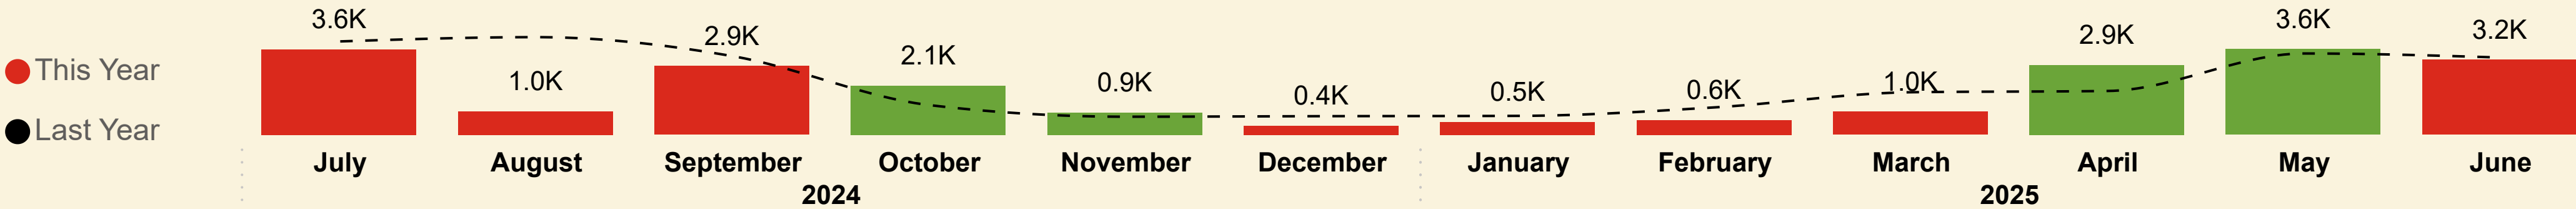 This Year
Last Year
3.6K
1.0K
2.9K
2.1K
0.9K
0.4K
0.5K
0.6K
1.0K
2.9K
3.6K
3.2K
July August September October November December January February March April May June
2024 2025